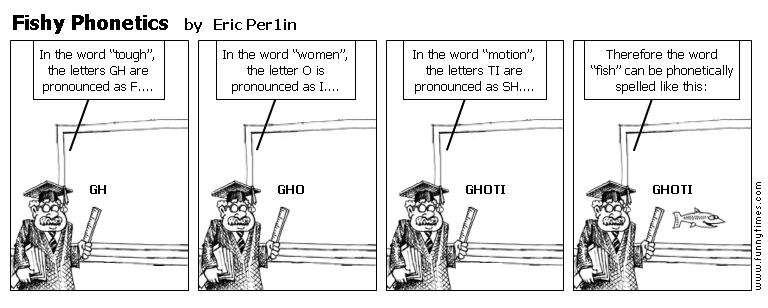 Fishy Phonetics by Eric Per1in
In the word “tough”,
the letters GH are
pronounced as F....
GH
In the word “women”,
the letter O is
pronounced as I....
GHO
In the word “motion”,
the letters TI are
pronounced as SH....
GHOTI
Therefore the word
“fish” can be phonetically
spelled like this:
GHOTI
www.funnytimes.com